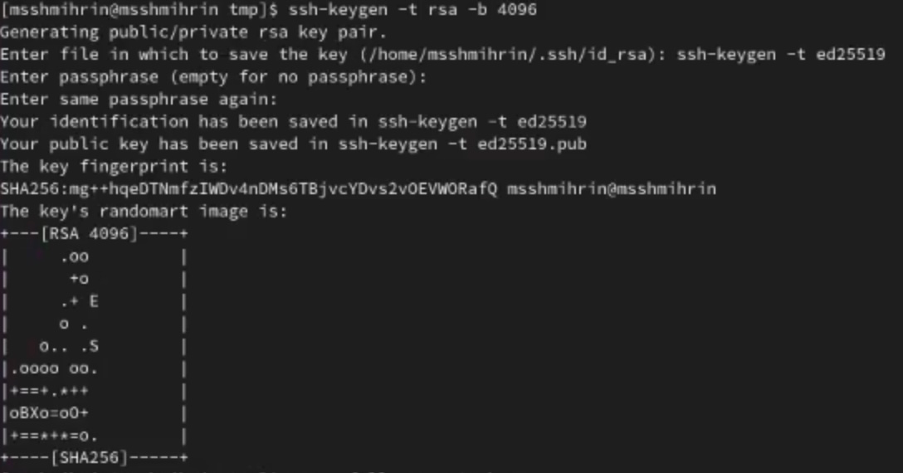 [msshmihrin@msshmihrin tmp]$ ssh-keygen -t rsa -b 4096
Generating public/private rsa key pair.
Enter file in which to save the key (/home/msshmihrin/.ssh/id_rsa): ssh-keygen -t ed25519
Enter passphrase (empty for no passphrase):
Enter same passphrase again:
Your identification has been saved in ssh-keygen -t ed25519
Your public key has been saved in ssh-keygen -t ed25519.pub
The key fingerprint is:
SHA256:mg++hqeDTNmfzIWDv4nDMs6TBjvcYDvs2vOEVWORafQ msshmihrin@msshmihrin
The key's randomart image is:
+---[RSA 4096]----+
|      .oo        |
|       +o        |
|      .+ E       |
|      o .        |
|    o.. .S       |
|.oooo oo.        |
|+==+.*++         |
|oBXo=oO+         |
|+==*+*=o.        |
+----[SHA256]-----+